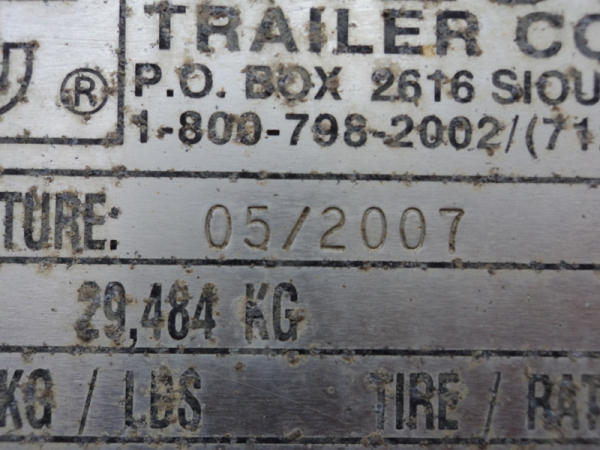 TRAILER CO
® P.O. BOX 2616 SIOU
1-800-798-2002/(71
TURE: 05/2007
29,484 KG
KG / LBS TIRE / RAT